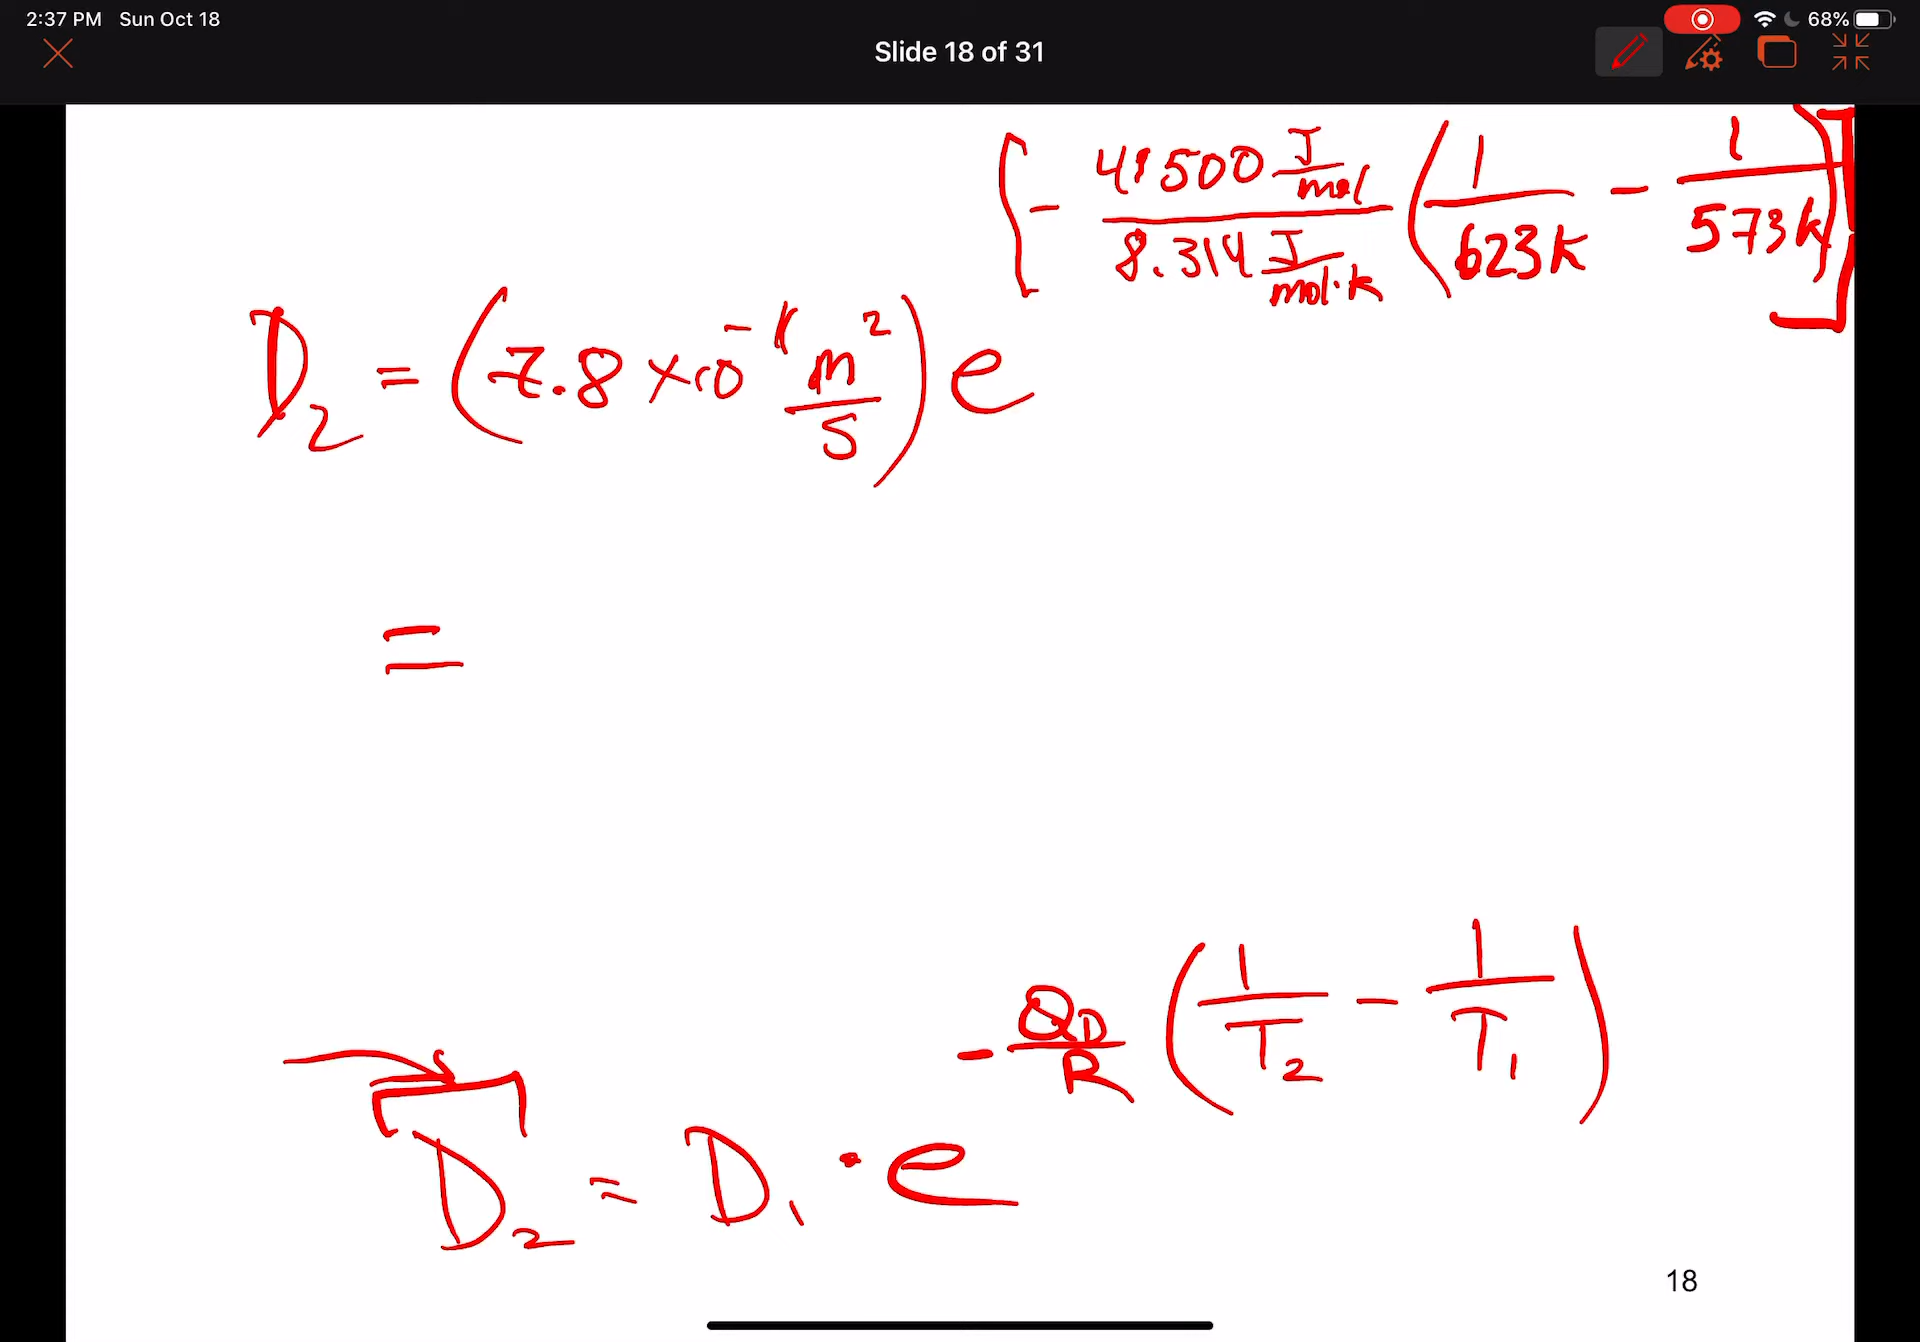 2:37 PM Sun Oct 18
68%
Slide 18 of 31
[- 41500 J/mol / 8.314 J/mol·K (1/623K - 1/573K)]
D₂ = (7.8 ×10⁻¹¹ m²/s) e
=
- Q_D/R (1/T₂ - 1/T₁)
D₂ = D₁ · e
18